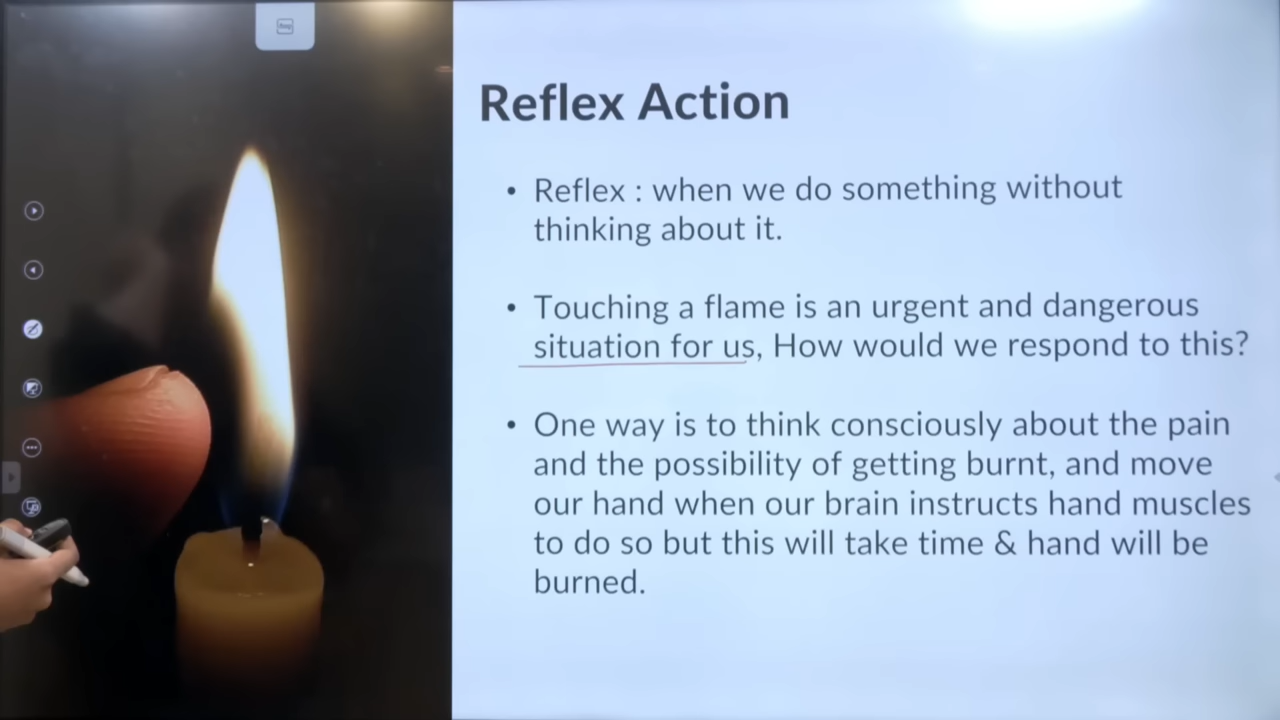 Reflex Action
• Reflex : when we do something without
thinking about it.
• Touching a flame is an urgent and dangerous
situation for us, How would we respond to this?
• One way is to think consciously about the pain
and the possibility of getting burnt, and move
our hand when our brain instructs hand muscles
to do so but this will take time & hand will be
burned.